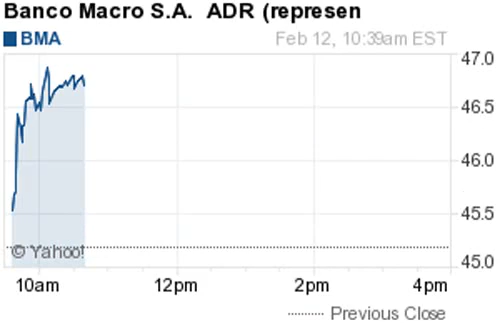 Banco Macro S.A. ADR (represen
BMA Feb 12, 10:39am EST
47.0
46.5
46.0
45.5
45.0
© Yahoo!
10am 12pm 2pm 4pm
Previous Close